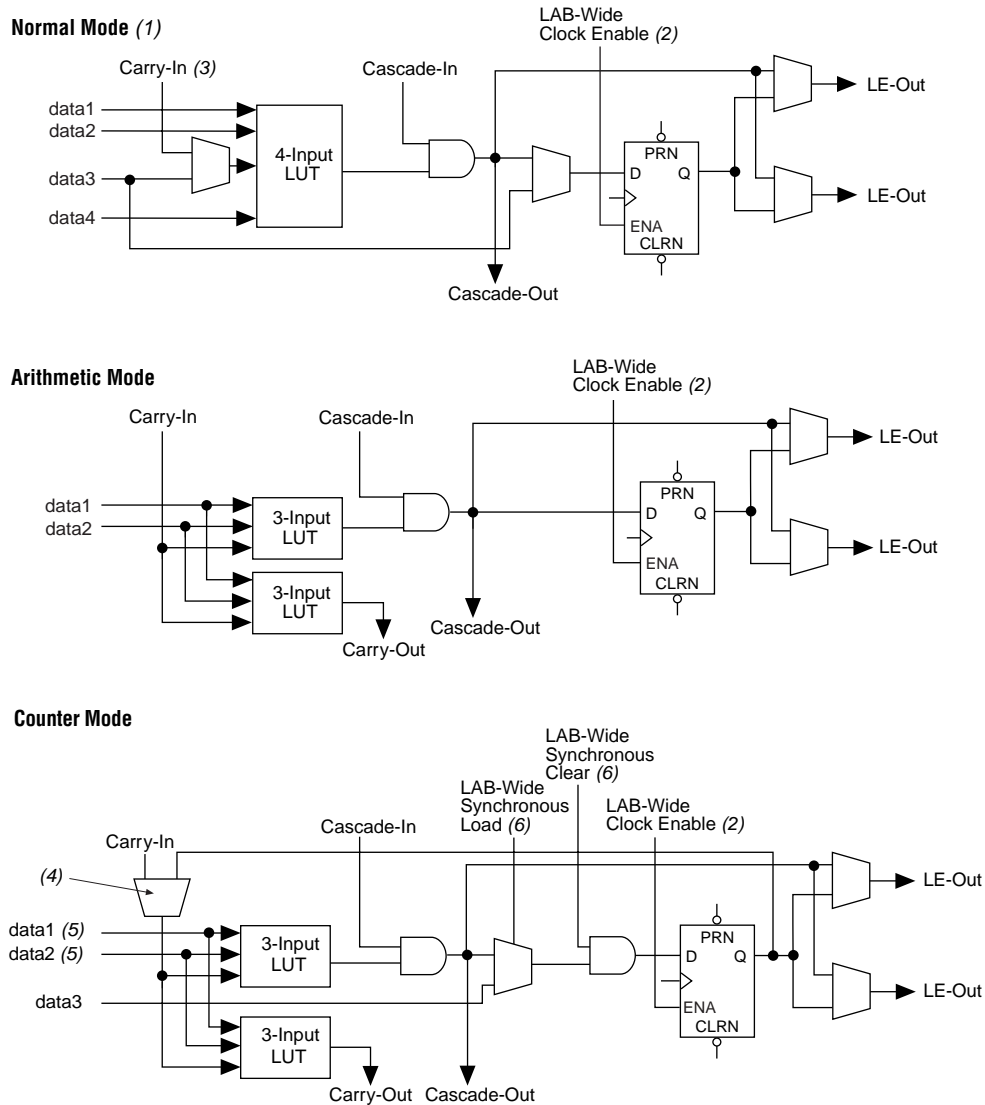 Normal Mode (1)
LAB-Wide
Clock Enable (2)
Carry-In (3)
Cascade-In
data1
data2
data3
data4
4-Input
LUT
PRN
D
Q
ENA
CLRN
LE-Out
LE-Out
Cascade-Out
Arithmetic Mode
LAB-Wide
Clock Enable (2)
Carry-In
Cascade-In
data1
data2
3-Input
LUT
3-Input
LUT
PRN
D
Q
ENA
CLRN
LE-Out
LE-Out
Cascade-Out
Carry-Out
Counter Mode
LAB-Wide
Synchronous
Clear (6)
LAB-Wide
Synchronous
Load (6)
LAB-Wide
Clock Enable (2)
Cascade-In
Carry-In
(4)
data1 (5)
data2 (5)
data3
3-Input
LUT
3-Input
LUT
PRN
D
Q
ENA
CLRN
LE-Out
LE-Out
Carry-Out
Cascade-Out